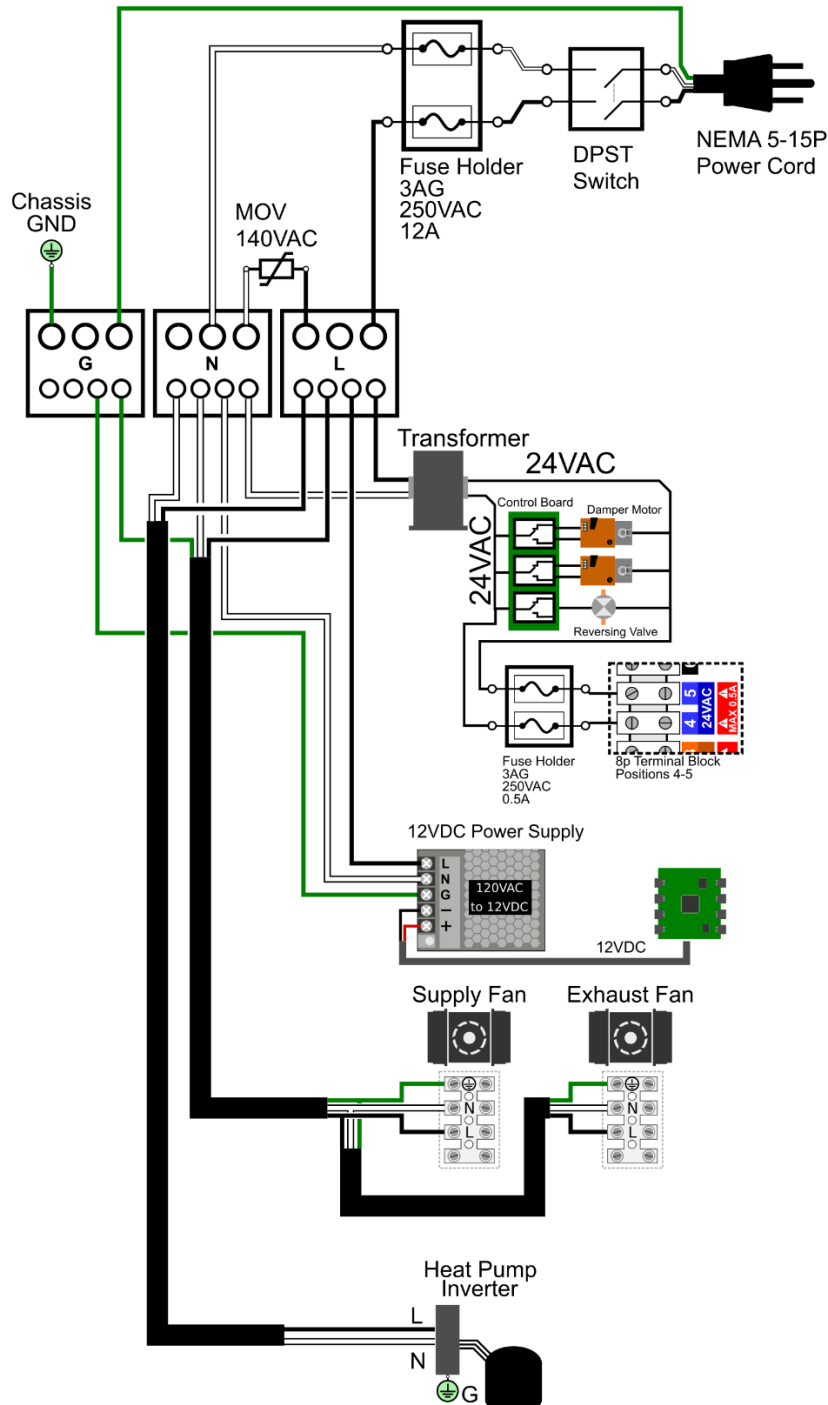 NEMA 5-15P
Power Cord
DPST
Switch
Fuse Holder
3AG
250VAC
12A
Chassis
GND
MOV
140VAC
G
N
L
Transformer
24VAC
24VAC
Control Board
Damper Motor
Reversing Valve
5
4
24VAC
MAX 0.5A
Fuse Holder
3AG
250VAC
0.5A
8p Terminal Block
Positions 4-5
12VDC Power Supply
L
N
G
–
+
120VAC
to 12VDC
12VDC
Supply Fan
Exhaust Fan
N
L
N
L
Heat Pump
Inverter
L
N
G